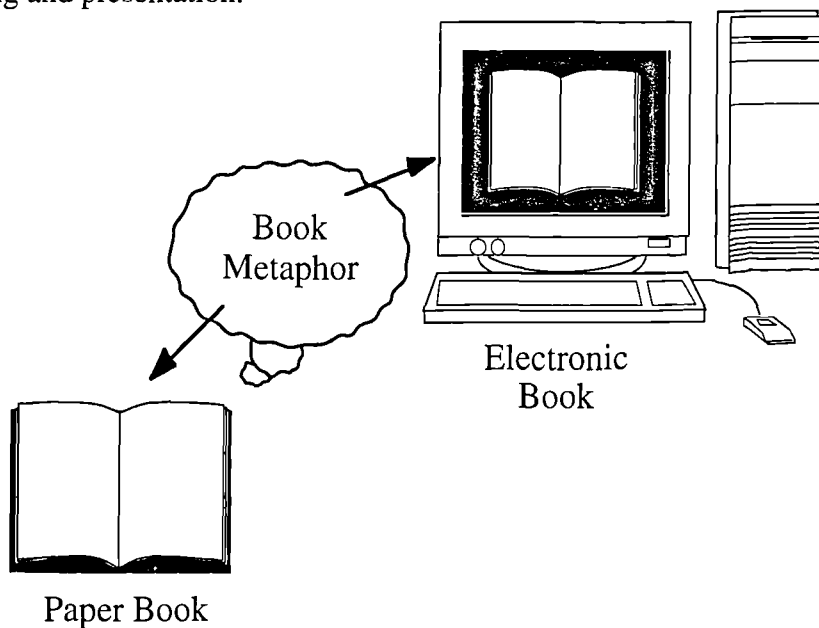 and presentation.
Book
Metaphor
Electronic
Book
Paper Book